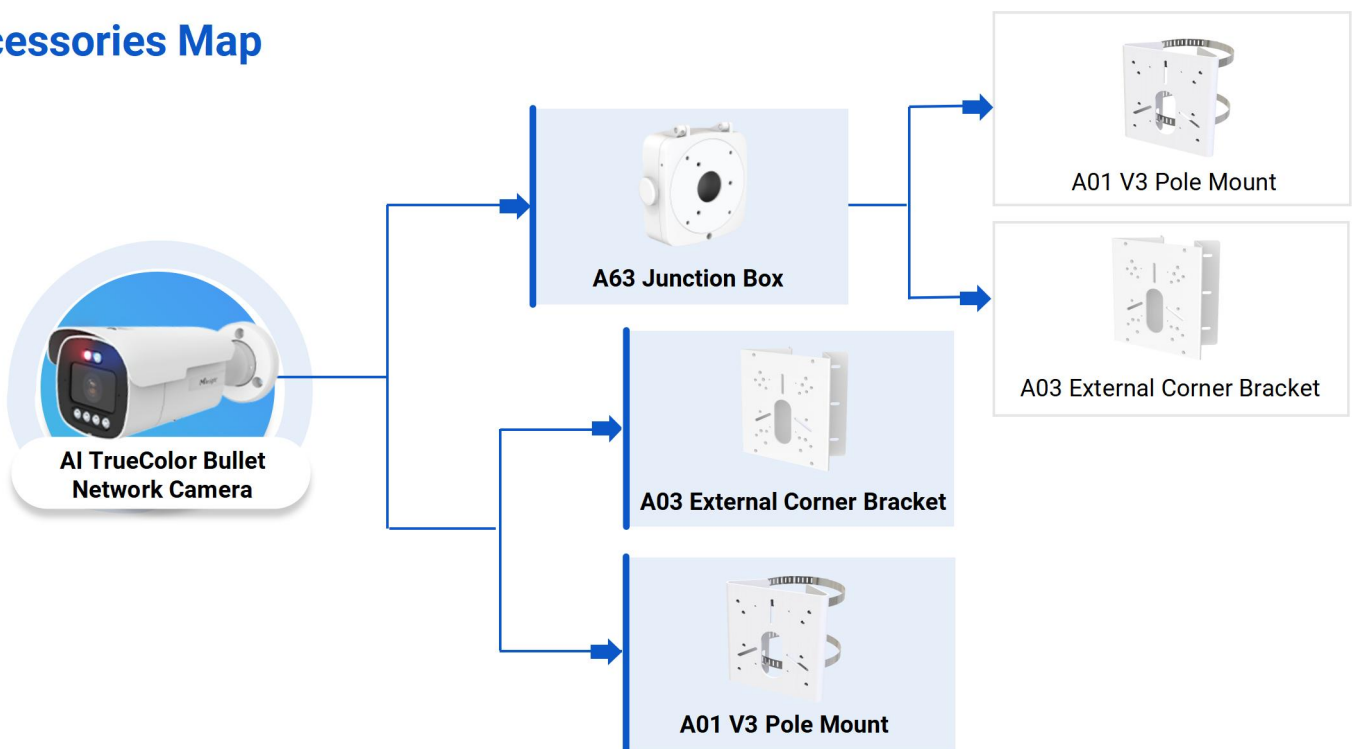 cessories Map
A01 V3 Pole Mount
A63 Junction Box
A03 External Corner Bracket
Milesight
AI TrueColor Bullet
Network Camera
A03 External Corner Bracket
A01 V3 Pole Mount